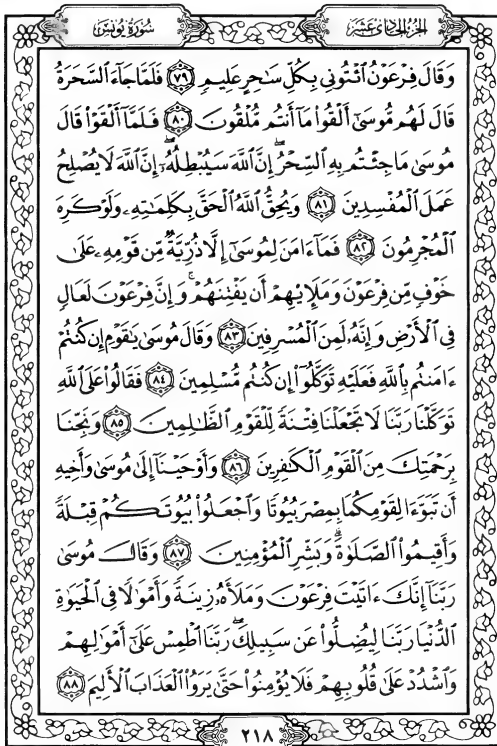 الجزء الحادي عشر
سورة يونس
وَقَالَ فِرْعَوْنُ ٱئْتُونِى بِكُلِّ سَٰحِرٍ عَلِيمٍ ٧٩ فَلَمَّا جَآءَ ٱلسَّحَرَةُ
قَالَ لَهُم مُّوسَىٰٓ أَلْقُوا۟ مَآ أَنتُم مُّلْقُونَ ٨٠ فَلَمَّآ أَلْقَوْا۟ قَالَ
مُوسَىٰ مَا جِئْتُم بِهِ ٱلسِّحْرُ ۖ إِنَّ ٱللَّهَ سَيُبْطِلُهُۥٓ ۖ إِنَّ ٱللَّهَ لَا يُصْلِحُ
عَمَلَ ٱلْمُفْسِدِينَ ٨١ وَيُحِقُّ ٱللَّهُ ٱلْحَقَّ بِكَلِمَٰتِهِۦ وَلَوْ كَرِهَ
ٱلْمُجْرِمُونَ ٨٢ فَمَآ ءَامَنَ لِمُوسَىٰٓ إِلَّا ذُرِّيَّةٌ مِّن قَوْمِهِۦ عَلَىٰ
خَوْفٍ مِّن فِرْعَوْنَ وَمَلَإِي۟هِمْ أَن يَفْتِنَهُمْ ۚ وَإِنَّ فِرْعَوْنَ لَعَالٍ
فِى ٱلْأَرْضِ وَإِنَّهُۥ لَمِنَ ٱلْمُسْرِفِينَ ٨٣ وَقَالَ مُوسَىٰ يَٰقَوْمِ إِن كُنتُمْ
ءَامَنتُم بِٱللَّهِ فَعَلَيْهِ تَوَكَّلُوٓا۟ إِن كُنتُم مُّسْلِمِينَ ٨٤ فَقَالُوا۟ عَلَى ٱللَّهِ
تَوَكَّلْنَا رَبَّنَا لَا تَجْعَلْنَا فِتْنَةً لِّلْقَوْمِ ٱلظَّٰلِمِينَ ٨٥ وَنَجِّنَا
بِرَحْمَتِكَ مِنَ ٱلْقَوْمِ ٱلْكَٰفِرِينَ ٨٦ وَأَوْحَيْنَآ إِلَىٰ مُوسَىٰ وَأَخِيهِ
أَن تَبَوَّءَا لِقَوْمِكُمَا بِمِصْرَ بُيُوتًا وَٱجْعَلُوا۟ بُيُوتَكُمْ قِبْلَةً
وَأَقِيمُوا۟ ٱلصَّلَوٰةَ ۗ وَبَشِّرِ ٱلْمُؤْمِنِينَ ٨٧ وَقَالَ مُوسَىٰ
رَبَّنَآ إِنَّكَ ءَاتَيْتَ فِرْعَوْنَ وَمَلَأَهُۥ زِينَةً وَأَمْوَٰلًا فِى ٱلْحَيَوٰةِ
ٱلدُّنْيَا رَبَّنَا لِيُضِلُّوا۟ عَن سَبِيلِكَ ۖ رَبَّنَا ٱطْمِسْ عَلَىٰٓ أَمْوَٰلِهِمْ
وَٱشْدُدْ عَلَىٰ قُلُوبِهِمْ فَلَا يُؤْمِنُوا۟ حَتَّىٰ يَرَوُا۟ ٱلْعَذَابَ ٱلْأَلِيمَ ٨٨
٢١٨